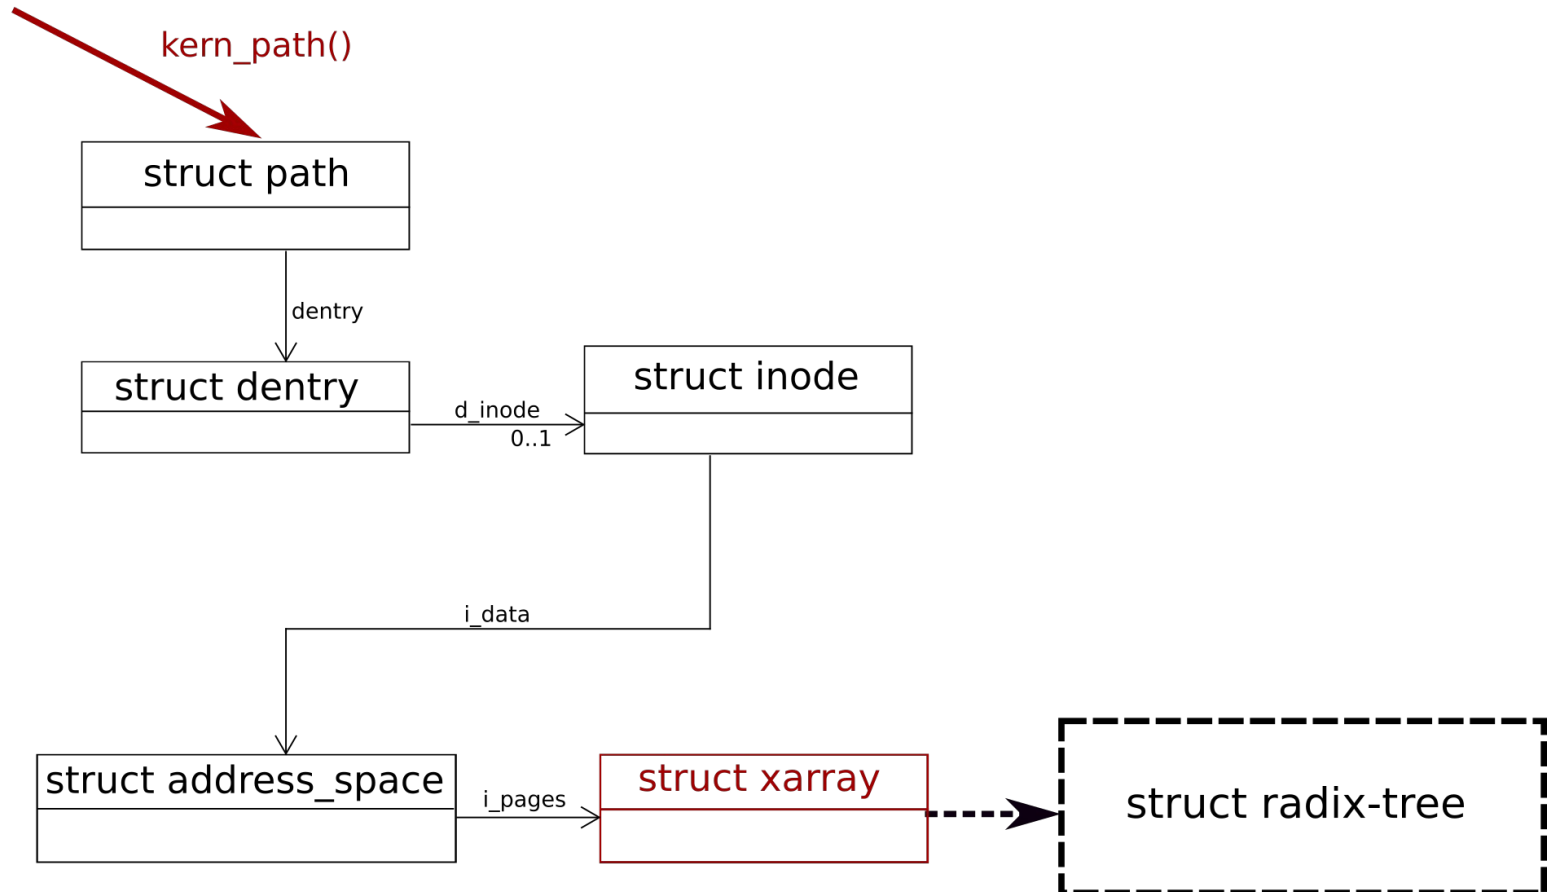 kern_path()
struct path
dentry
struct dentry
d_inode
0..1
struct inode
i_data
struct address_space
i_pages
struct xarray
struct radix-tree